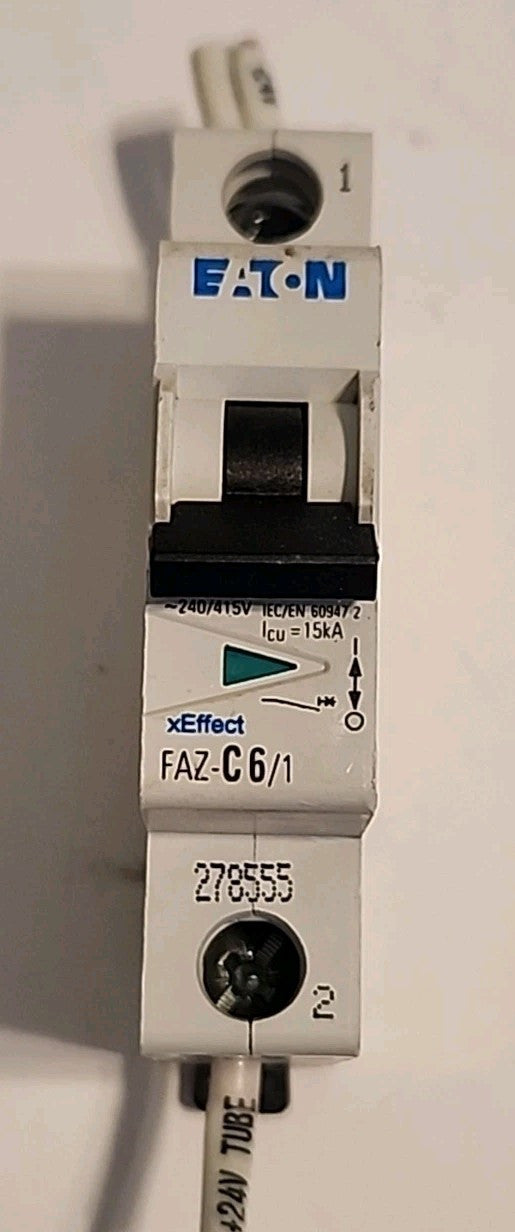 1
EATON
~240/415V IEC/EN 60947 2
Icu = 15kA
I
O
xEffect
FAZ-C6/1
278555
2
+24V TUBE